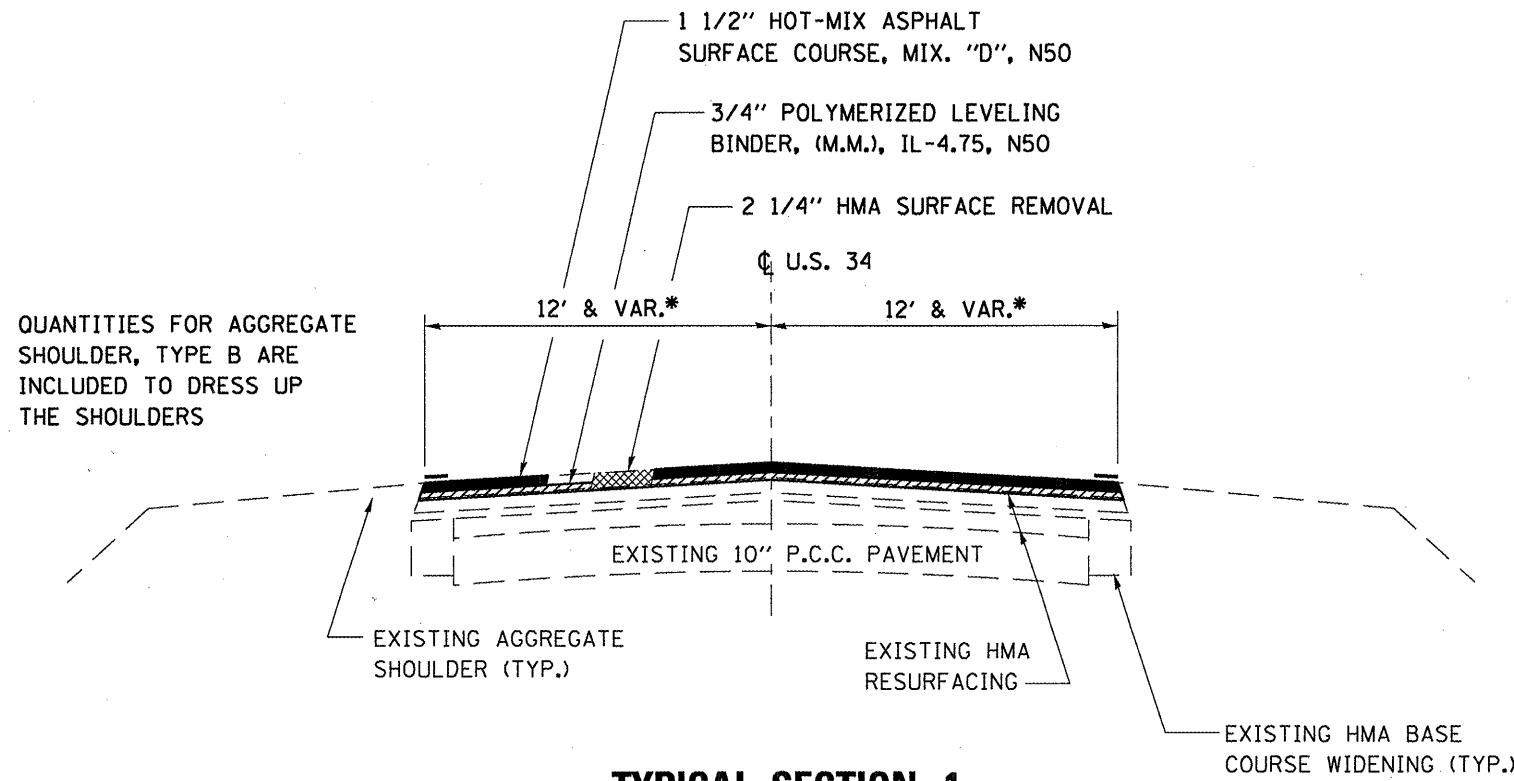 1 1/2" HOT-MIX ASPHALT
SURFACE COURSE, MIX. "D", N50
3/4" POLYMERIZED LEVELING
BINDER, (M.M.), IL-4.75, N50
2 1/4" HMA SURFACE REMOVAL
℄ U.S. 34
12' & VAR.*
12' & VAR.*
QUANTITIES FOR AGGREGATE
SHOULDER, TYPE B ARE
INCLUDED TO DRESS UP
THE SHOULDERS
EXISTING 10" P.C.C. PAVEMENT
EXISTING AGGREGATE
SHOULDER (TYP.)
EXISTING HMA
RESURFACING
EXISTING HMA BASE
COURSE WIDENING (TYP.)
TYPICAL SECTION 1